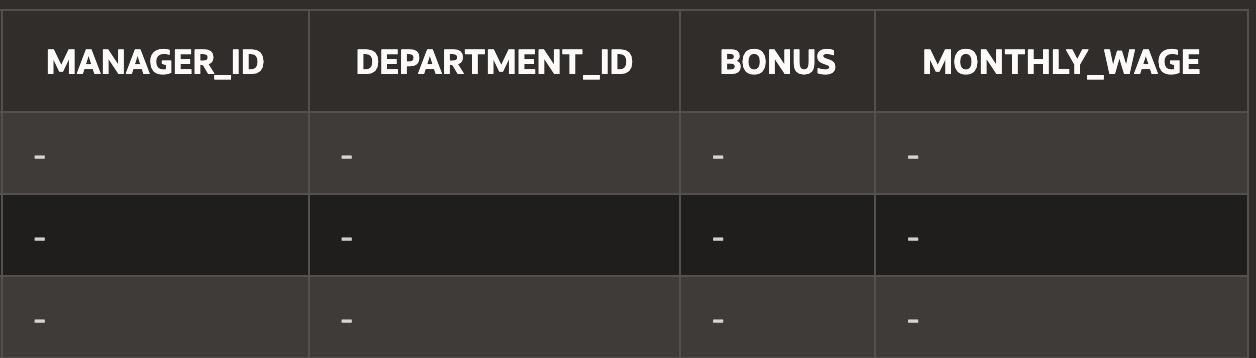 MANAGER_ID DEPARTMENT_ID BONUS MONTHLY_WAGE
- - - -
- - - -
- - - -